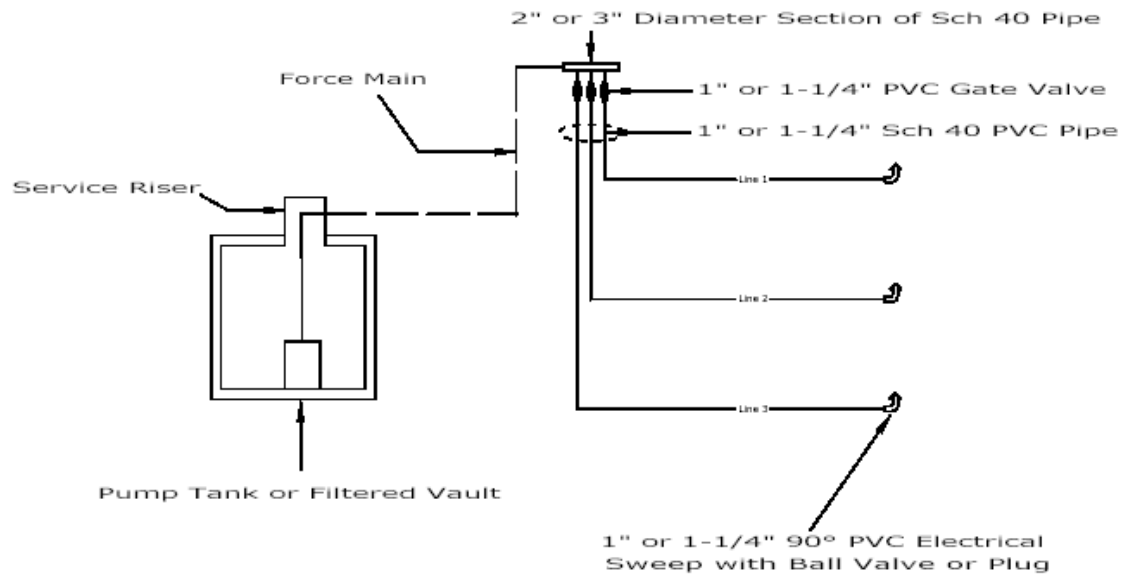 2" or 3" Diameter Section of Sch 40 Pipe
Force Main
1" or 1-1/4" PVC Gate Valve
1" or 1-1/4" Sch 40 PVC Pipe
Line 1
Service Riser
Line 2
Line 3
Pump Tank or Filtered Vault
1" or 1-1/4" 90° PVC Electrical
Sweep with Ball Valve or Plug